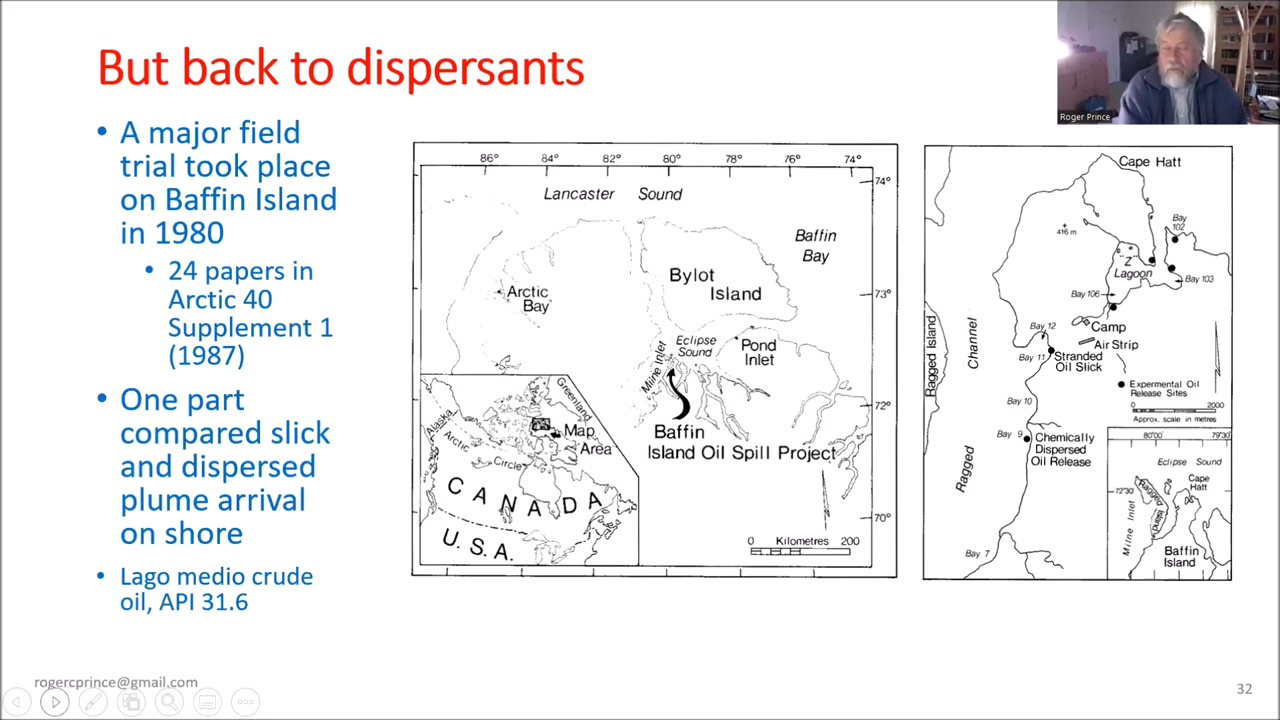 But back to dispersants
Roger Prince
• A major field
trial took place
on Baffin Island
in 1980
• 24 papers in
Arctic 40
Supplement 1
(1987)
• One part
compared slick
and dispersed
plume arrival
on shore
• Lago medio crude
oil, API 31.6
86° 84° 82° 80° 78° 76° 74°
74°
Lancaster Sound
Baffin
Bay
Bylot
Island
Arctic
Bay
73°
Eclipse
Sound
Pond
Inlet
Milne Inlet
72°
Baffin
Island Oil Spill Project
70°
0 Kilometres 200
Greenland
Alaska
Map
Area
Arctic
Circle
CANADA
U.S.A.
Cape Hatt
416 m
Bay
102
"Z"
Lagoon
Bay 103
Bay 106
Camp
Air Strip
Bay 12
Bay 11
Stranded
Oil Slick
Ragged Island
Channel
Ragged
Expermental Oil
Release Sites
0 2000
Approx. scale in metres
Bay 10
Bay 9
Chemically
Dispersed
Oil Release
Bay 7
80°00' 79°30'
Eclipse Sound
72°30'
Ragged
Island
Cape
Hatt
Milne Inlet
Baffin
Island
rogercprince@gmail.com
32